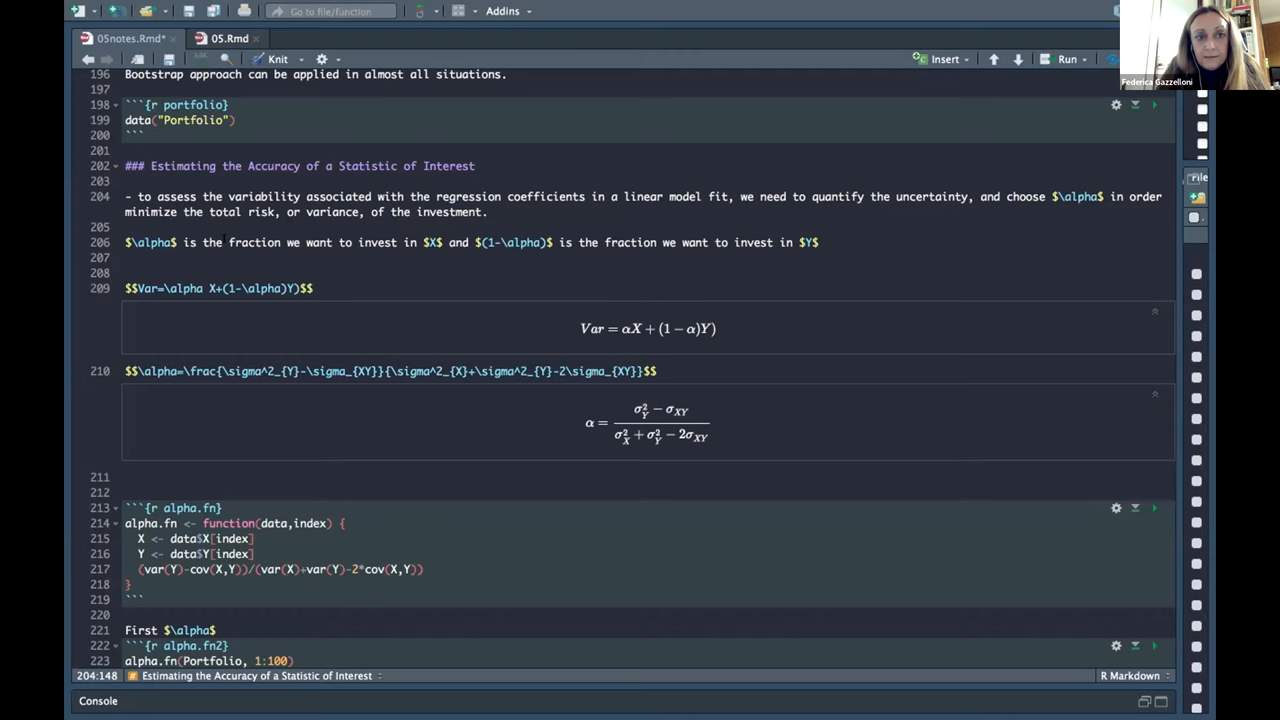 Go to file/function
Addins
05notes.Rmd*
05.Rmd
ABC
Knit
Insert
Run
Federica Gazzelloni
196 Bootstrap approach can be applied in almost all situations.
197
198 ```{r portfolio}
199 data("Portfolio")
200 ```
201
202 ### Estimating the Accuracy of a Statistic of Interest
203
204 - to assess the variability associated with the regression coefficients in a linear model fit, we need to quantify the uncertainty, and choose $\alpha$ in order
minimize the total risk, or variance, of the investment.
205
206 $\alpha$ is the fraction we want to invest in $X$ and $(1-\alpha)$ is the fraction we want to invest in $Y$
207
208
209 $$Var=\alpha X+(1-\alpha)Y)$$
Var = αX + (1 − α)Y)
210 $$\alpha=\frac{\sigma^2_{Y}-\sigma_{XY}}{\sigma^2_{X}+\sigma^2_{Y}-2\sigma_{XY}}$$
α = \frac{σ²_Y − σ_{XY}}{σ²_X + σ²_Y − 2σ_{XY}}
211
212
213 ```{r alpha.fn}
214 alpha.fn <- function(data,index) {
215 X <- data$X[index]
216 Y <- data$Y[index]
217 (var(Y)-cov(X,Y))/(var(X)+var(Y)-2*cov(X,Y))
218 }
219 ```
220
221 First $\alpha$
222 ```{r alpha.fn2}
223 alpha.fn(Portfolio, 1:100)
204:148
Estimating the Accuracy of a Statistic of Interest
R Markdown
Console